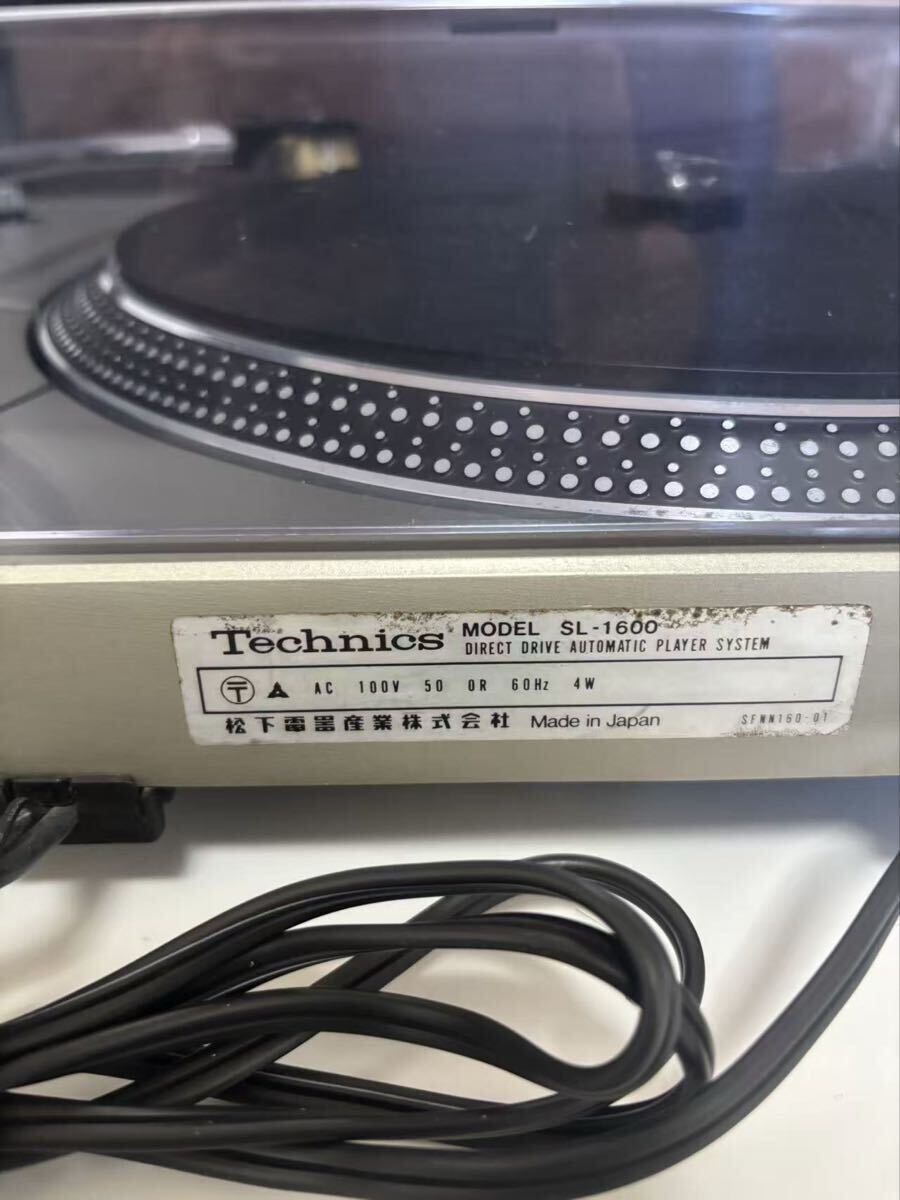 Technics MODEL SL-1600
DIRECT DRIVE AUTOMATIC PLAYER SYSTEM
〒 AC 100V 50 OR 60Hz 4W
松下電器産業株式会社 Made in Japan SFNN160-01